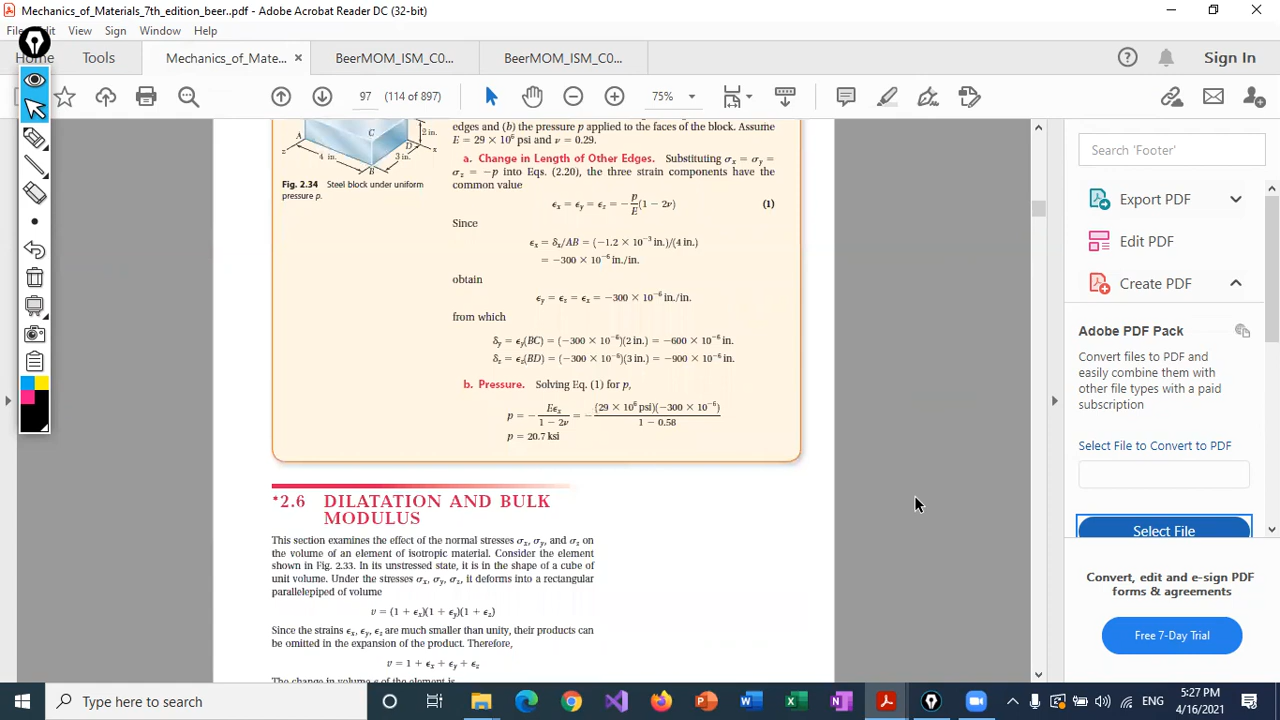 Mechanics_of_Materials_7th_edition_beer..pdf - Adobe Acrobat Reader DC (32-bit)
View Sign Window Help
Home Tools Mechanics_of_Mate... × BeerMOM_ISM_C0... BeerMOM_ISM_C0... Sign In
97 (114 of 897) 75%
edges and (b) the pressure p applied to the faces of the block. Assume
E = 29 × 10⁶ psi and ν = 0.29.
A C D x z B 2 in. 4 in. 3 in.
Fig. 2.34 Steel block under uniform
pressure p.
a. Change in Length of Other Edges. Substituting σx = σy =
σz = −p into Eqs. (2.20), the three strain components have the
common value
ϵx = ϵy = ϵz = −p/E(1 − 2ν) (1)
Since
ϵx = δx/AB = (−1.2 × 10⁻³ in.)/(4 in.)
= −300 × 10⁻⁶ in./in.
obtain
ϵy = ϵz = ϵx = −300 × 10⁻⁶ in./in.
from which
δy = ϵy(BC) = (−300 × 10⁻⁶)(2 in.) = −600 × 10⁻⁶ in.
δz = ϵz(BD) = (−300 × 10⁻⁶)(3 in.) = −900 × 10⁻⁶ in.
b. Pressure. Solving Eq. (1) for p,
p = −Eϵx/(1 − 2ν) = −(29 × 10⁶ psi)(−300 × 10⁻⁶)/(1 − 0.58)
p = 20.7 ksi
*2.6 DILATATION AND BULK
MODULUS
This section examines the effect of the normal stresses σx, σy, and σz on
the volume of an element of isotropic material. Consider the element
shown in Fig. 2.33. In its unstressed state, it is in the shape of a cube of
unit volume. Under the stresses σx, σy, σz, it deforms into a rectangular
parallelepiped of volume
v = (1 + ϵx)(1 + ϵy)(1 + ϵz)
Since the strains ϵx, ϵy, ϵz are much smaller than unity, their products can
be omitted in the expansion of the product. Therefore,
v = 1 + ϵx + ϵy + ϵz
The change in volume e of the element is
Search 'Footer'
Export PDF
Edit PDF
Create PDF
Adobe PDF Pack
Convert files to PDF and
easily combine them with
other file types with a paid
subscription
Select File to Convert to PDF
Select File
Convert, edit and e-sign PDF
forms & agreements
Free 7-Day Trial
Type here to search
ENG
5:27 PM
4/16/2021